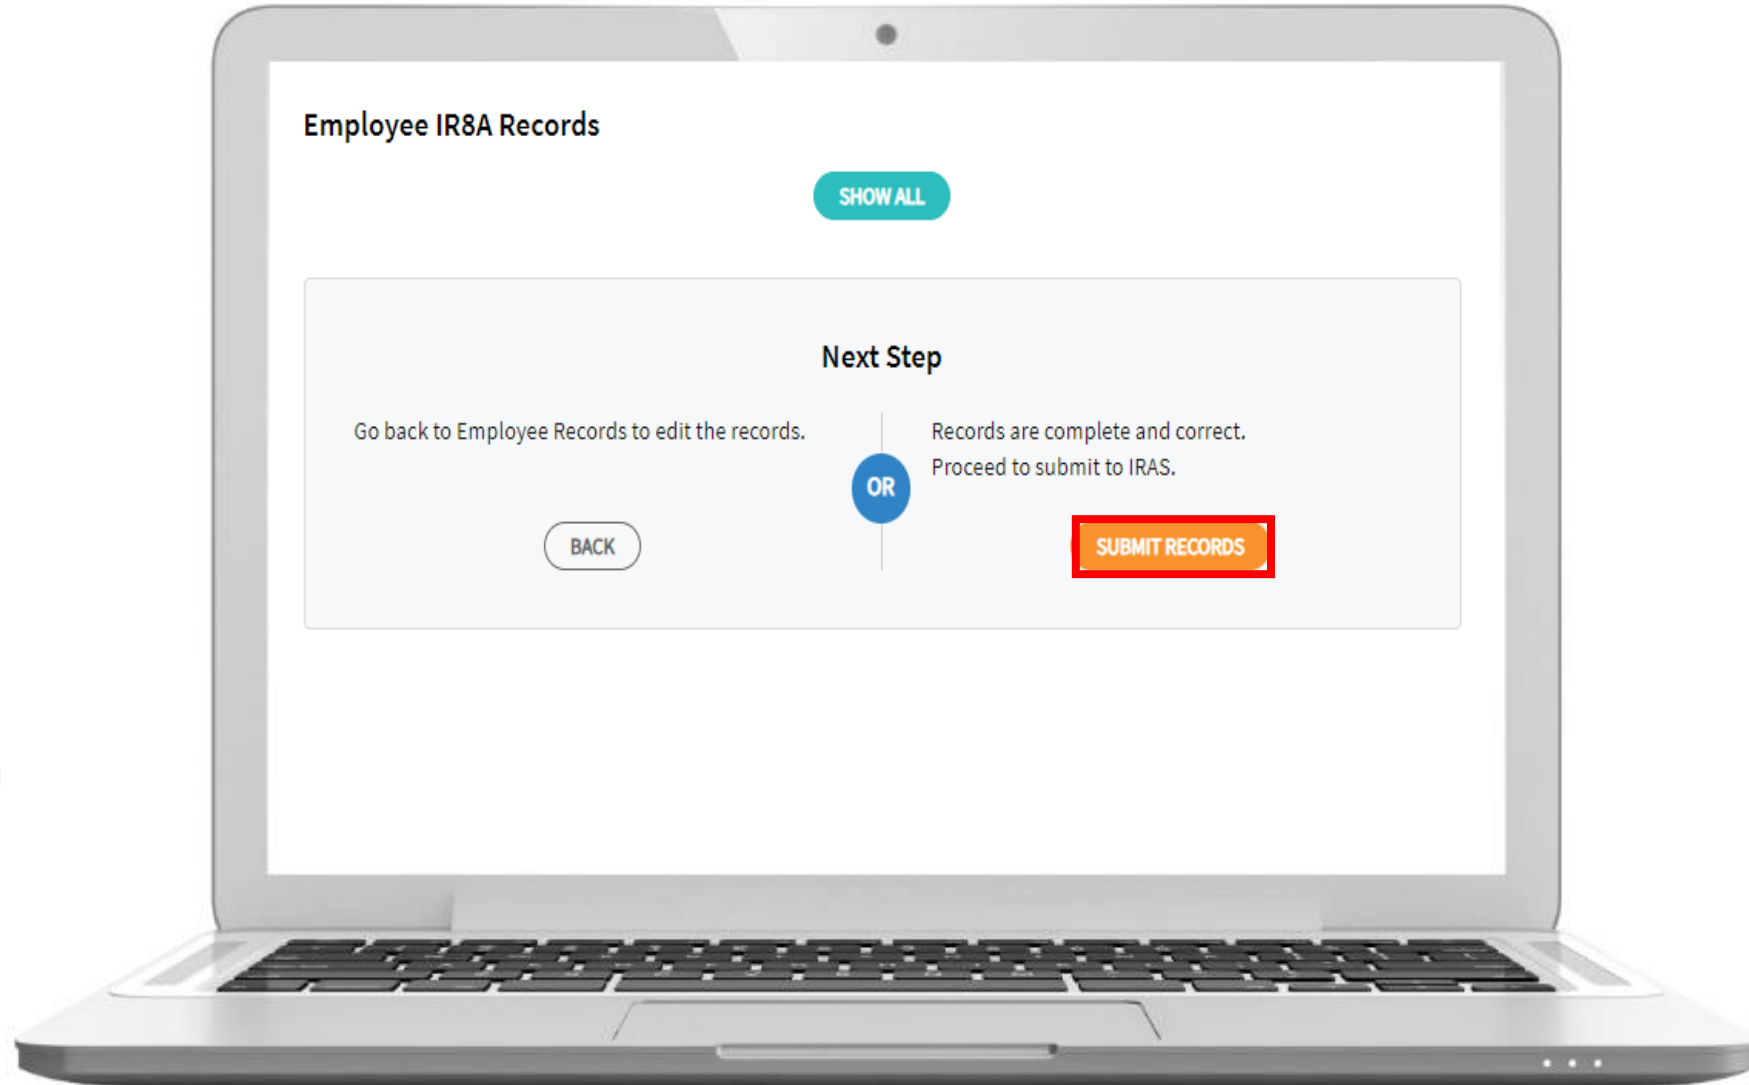 Employee IR8A Records
SHOW ALL
Next Step
Go back to Employee Records to edit the records.
BACK
OR
Records are complete and correct.
Proceed to submit to IRAS.
SUBMIT RECORDS